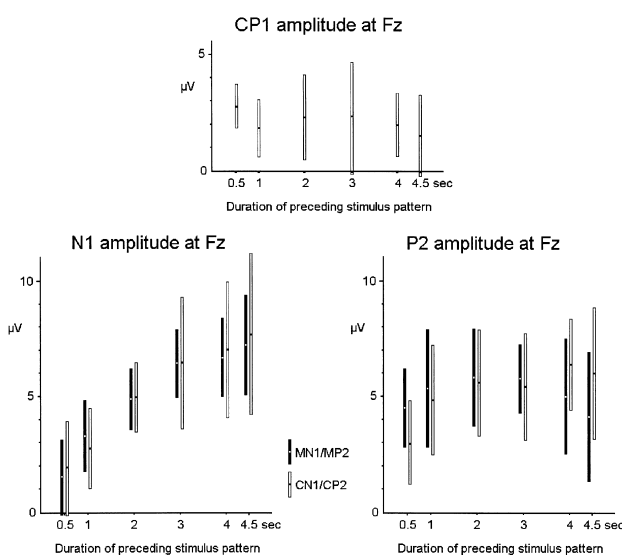 CP1 amplitude at Fz
5
µV
0
0.5 1 2 3 4 4.5 sec
Duration of preceding stimulus pattern
N1 amplitude at Fz
10
µV
5
0
0.5 1 2 3 4 4.5 sec
Duration of preceding stimulus pattern
MN1/MP2
CN1/CP2
P2 amplitude at Fz
10
µV
5
0
0.5 1 2 3 4 4.5 sec
Duration of preceding stimulus pattern